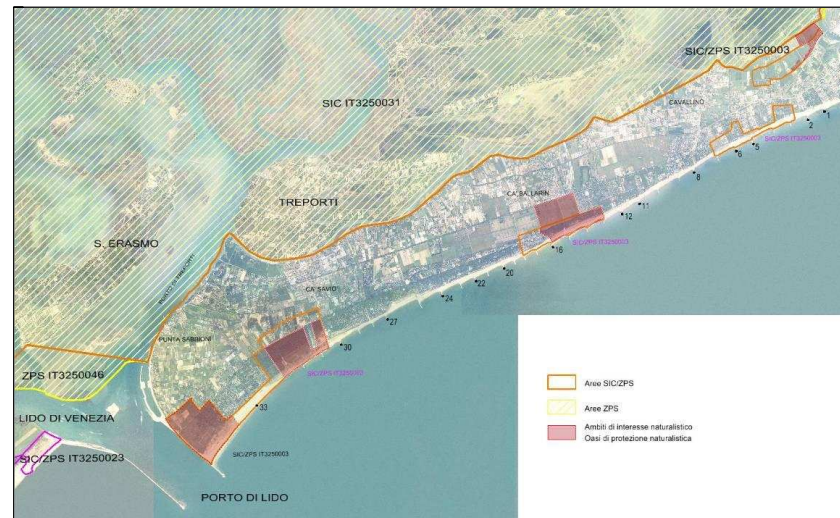 SIC/ZPS IT3250003
SIC IT3250031
CAVALLINO
1
2
SIC/ZPS IT3250003
5
6
8
TREPORTI
CA' BALLARIN
11
12
S. ERASMO
SIC/ZPS IT3250003
16
20
22
24
CA' SAVIO
27
PUNTA SABBIONI
30
ZPS IT3250046
SIC/ZPS IT3250003
33
LIDO DI VENEZIA
SIC/ZPS IT3250023
SIC/ZPS IT3250003
PORTO DI LIDO
Aree SIC/ZPS
Aree ZPS
Ambiti di interesse naturalistico
Oasi di protezione naturalistica